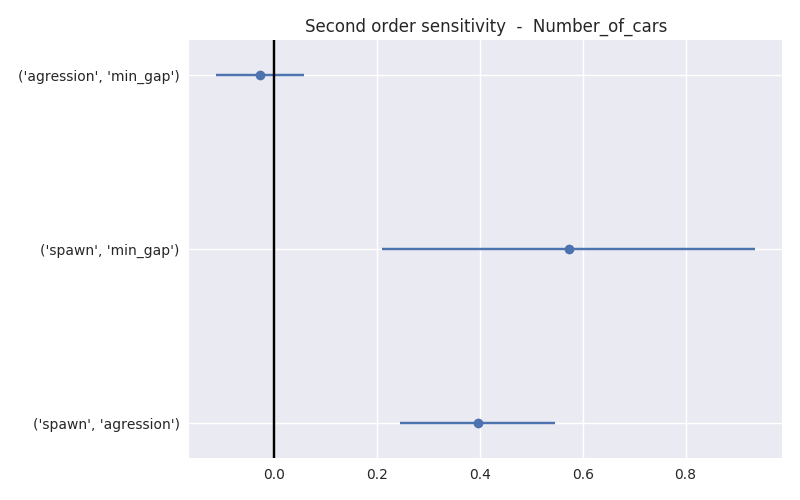 Second order sensitivity - Number_of_cars
('agression', 'min_gap')
('spawn', 'min_gap')
('spawn', 'agression')
0.0 0.2 0.4 0.6 0.8